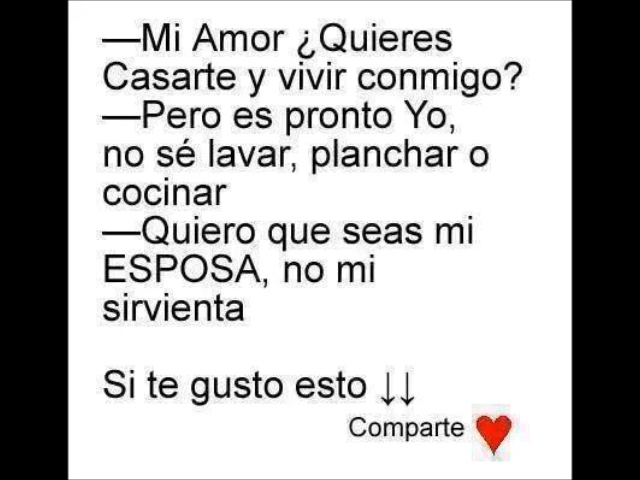 —Mi Amor ¿Quieres
Casarte y vivir conmigo?
—Pero es pronto Yo,
no sé lavar, planchar o
cocinar
—Quiero que seas mi
ESPOSA, no mi
sirvienta
Si te gusto esto ↓↓
Comparte